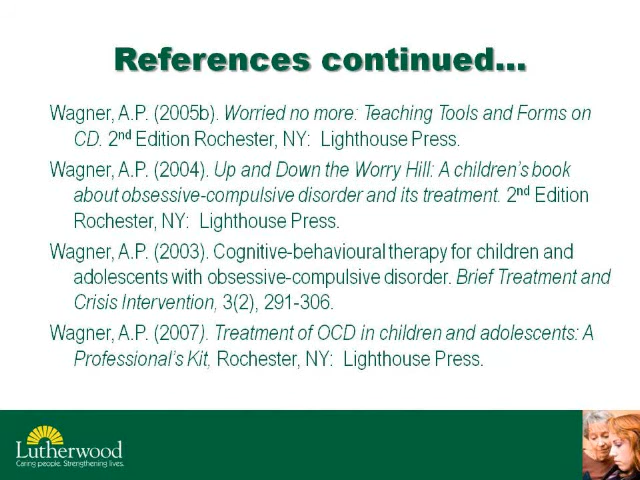 References continued...
Wagner, A.P. (2005b). Worried no more: Teaching Tools and Forms on
CD. 2nd Edition Rochester, NY: Lighthouse Press.
Wagner, A.P. (2004). Up and Down the Worry Hill: A children's book
about obsessive-compulsive disorder and its treatment. 2nd Edition
Rochester, NY: Lighthouse Press.
Wagner, A.P. (2003). Cognitive-behavioural therapy for children and
adolescents with obsessive-compulsive disorder. Brief Treatment and
Crisis Intervention, 3(2), 291-306.
Wagner, A.P. (2007). Treatment of OCD in children and adolescents: A
Professional's Kit, Rochester, NY: Lighthouse Press.
Lutherwood
Caring people. Strengthening lives.